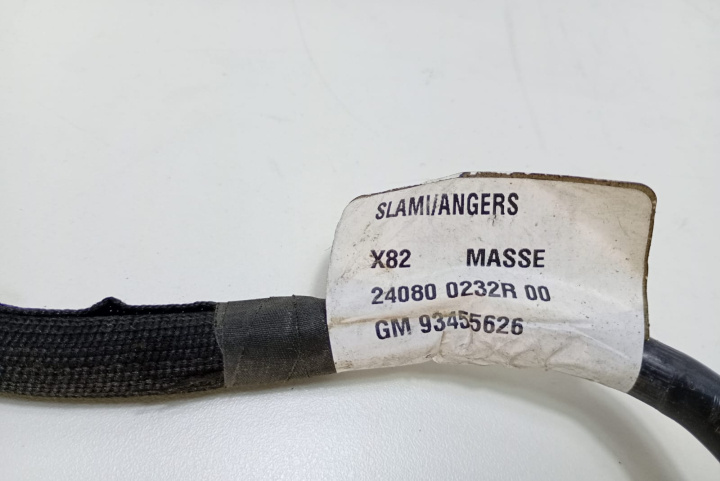 SLAMI/ANGERS
X82 MASSE
24080 0232R 00
GM 93455626